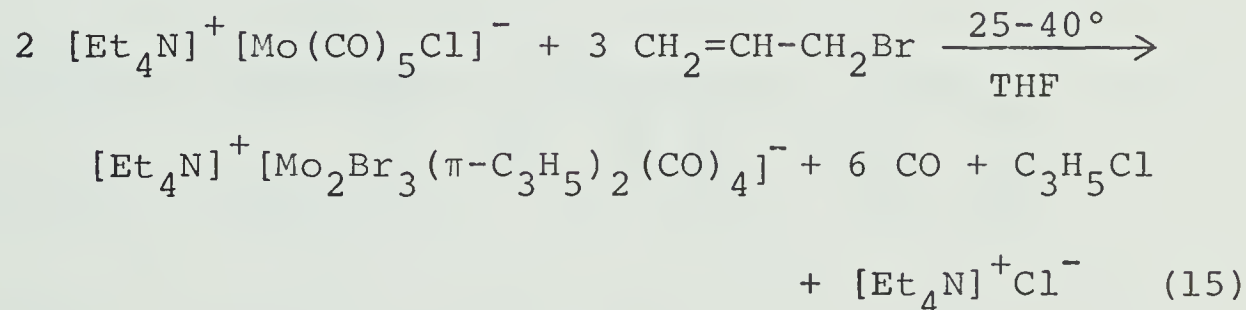 2 [Et₄N]⁺[Mo(CO)₅Cl]⁻ + 3 CH₂=CH-CH₂Br 25-40° THF →
[Et₄N]⁺[Mo₂Br₃(π-C₃H₅)₂(CO)₄]⁻ + 6 CO + C₃H₅Cl
+ [Et₄N]⁺Cl⁻ (15)